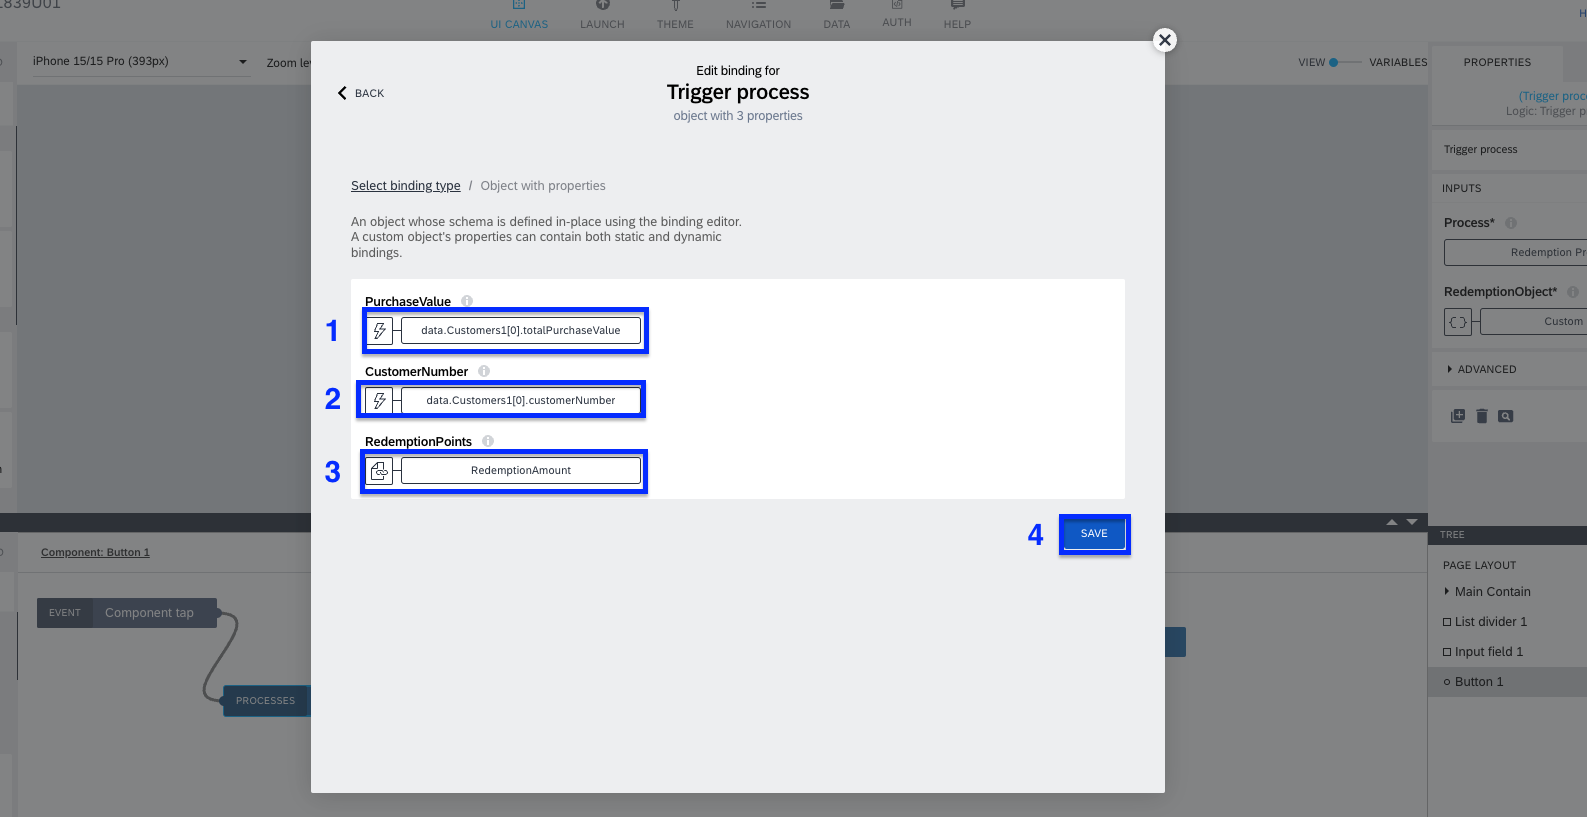 1839U01
UI CANVAS
LAUNCH
THEME
NAVIGATION
DATA
AUTH
HELP
iPhone 15/15 Pro (393px)
Zoom le
VIEW
VARIABLES
PROPERTIES
BACK
Edit binding for
Trigger process
object with 3 properties
(Trigger proc
Logic: Trigger p
Trigger process
INPUTS
Process*
Redemption Pr
RedemptionObject*
Custom
ADVANCED
Select binding type / Object with properties
An object whose schema is defined in-place using the binding editor.
A custom object's properties can contain both static and dynamic
bindings.
PurchaseValue
1
data.Customers1[0].totalPurchaseValue
CustomerNumber
2
data.Customers1[0].customerNumber
RedemptionPoints
3
RedemptionAmount
4
SAVE
Component: Button 1
EVENT
Component tap
PROCESSES
TREE
PAGE LAYOUT
Main Contain
List divider 1
Input field 1
Button 1